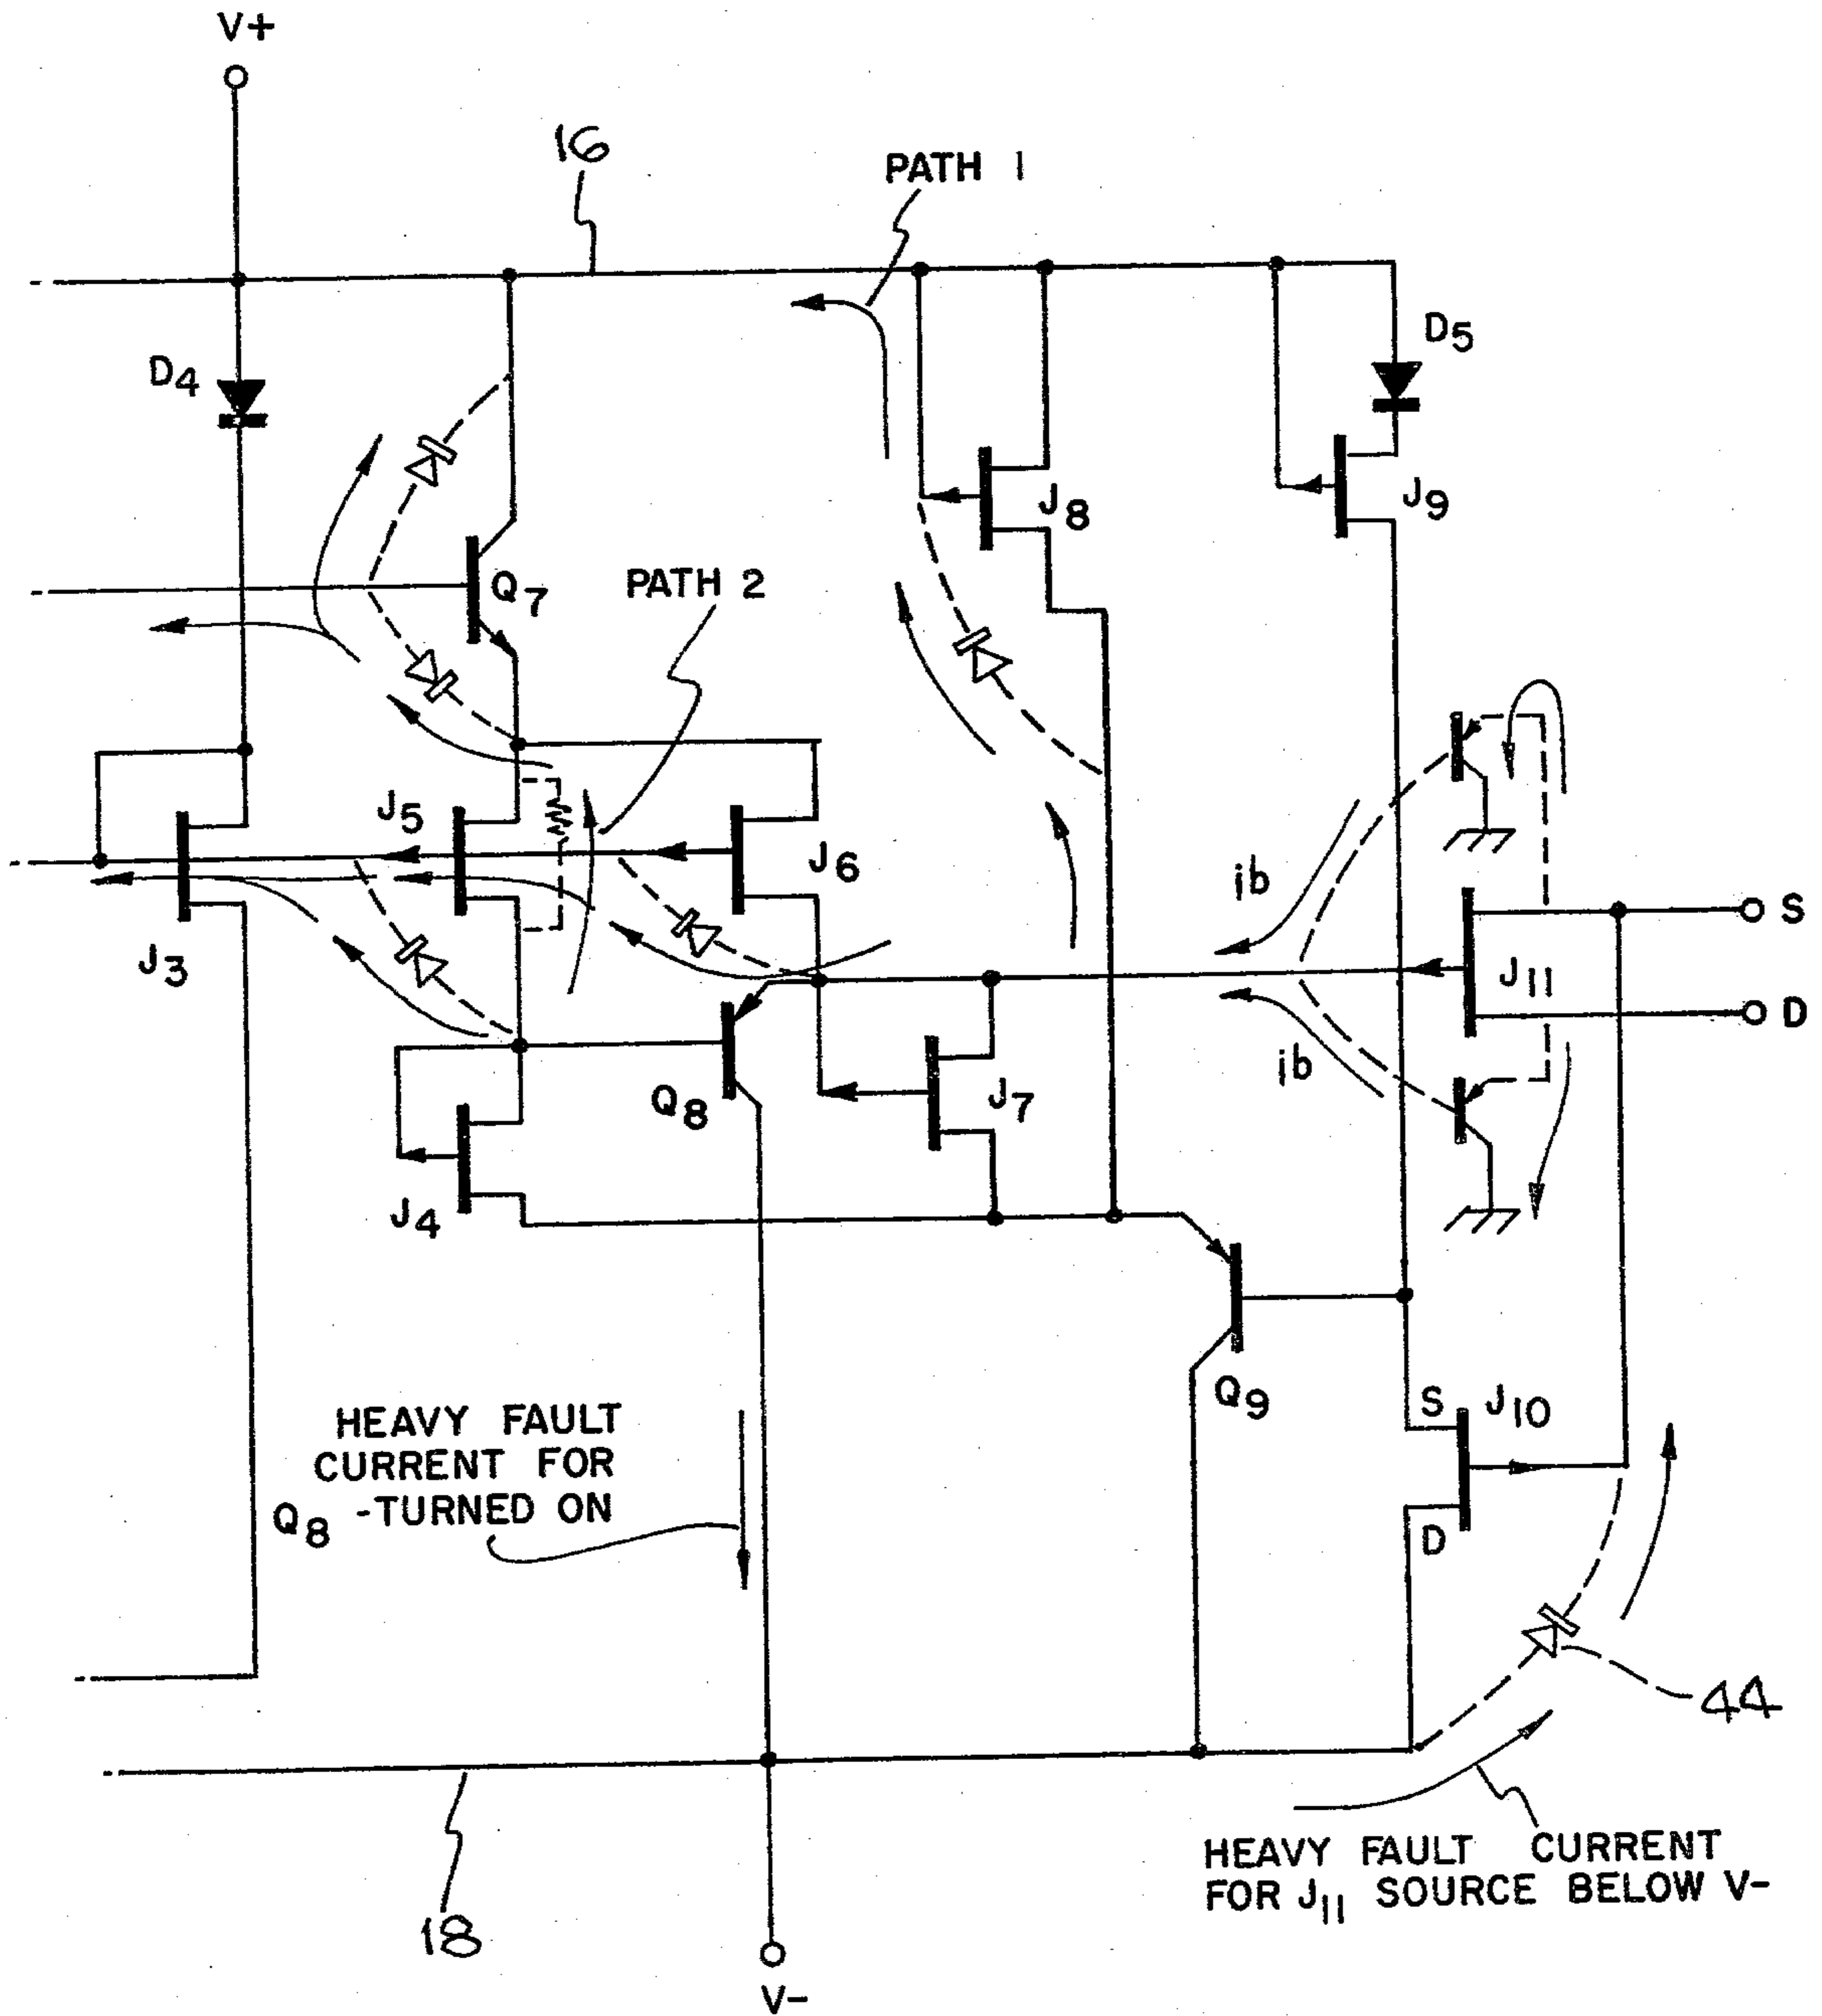 V+
16
PATH 1
D4
D5
J8
J9
Q7
PATH 2
J5
J6
J3
ib
S
J11
D
ib
Q8
J7
J4
Q9
S
J10
D
HEAVY FAULT
CURRENT FOR
Q8 -TURNED ON
44
HEAVY FAULT CURRENT
FOR J11 SOURCE BELOW V-
18
V-